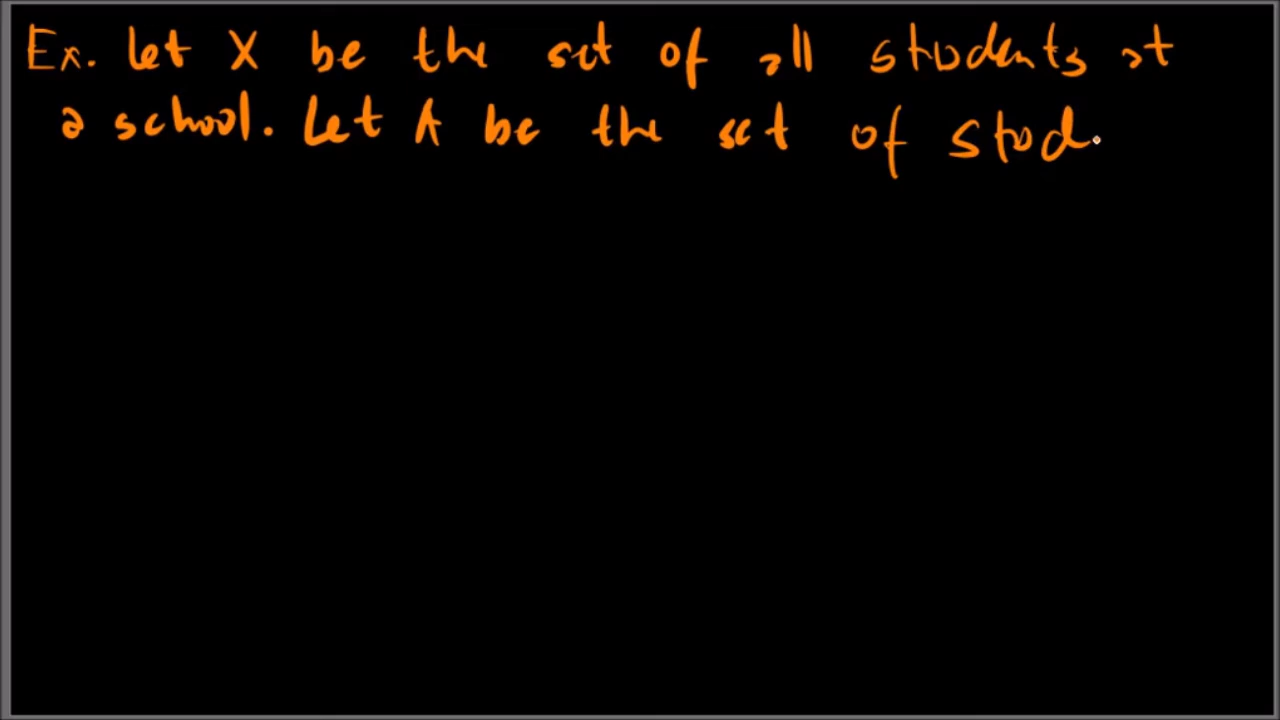 Ex. Let X be the set of all students at
a school. Let A be the set of stud